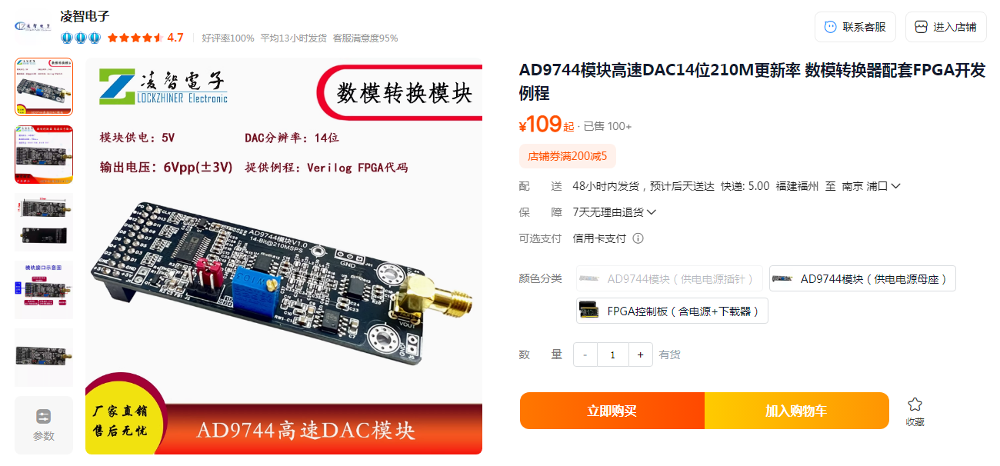 凌智电子
4.7 好评率100% 平均13小时发货 客服满意度95%
联系客服
进入店铺
凌智電子
LOCKZHINER Electronic
数模转换模块
模块供电：5V
DAC分辨率：14位
输出电压：6Vpp(±3V)
提供例程：Verilog FPGA代码
AD9744模块V1.0
14-Bit@210MSPS
GND
VOUT
GND
+5V
厂家直销
售后无忧
AD9744高速DAC模块
模块接口示意图
参数
AD9744模块高速DAC14位210M更新率 数模转换器配套FPGA开发
例程
¥109起 · 已售 100+
店铺券满200减5
配送 48小时内发货，预计后天送达 快递: 5.00 福建福州 至 南京 浦口
保障 7天无理由退货
可选支付 信用卡支付
颜色分类 AD9744模块（供电电源插针） AD9744模块（供电电源母座）
FPGA控制板（含电源+下载器）
数量 - 1 + 有货
立即购买 加入购物车
收藏